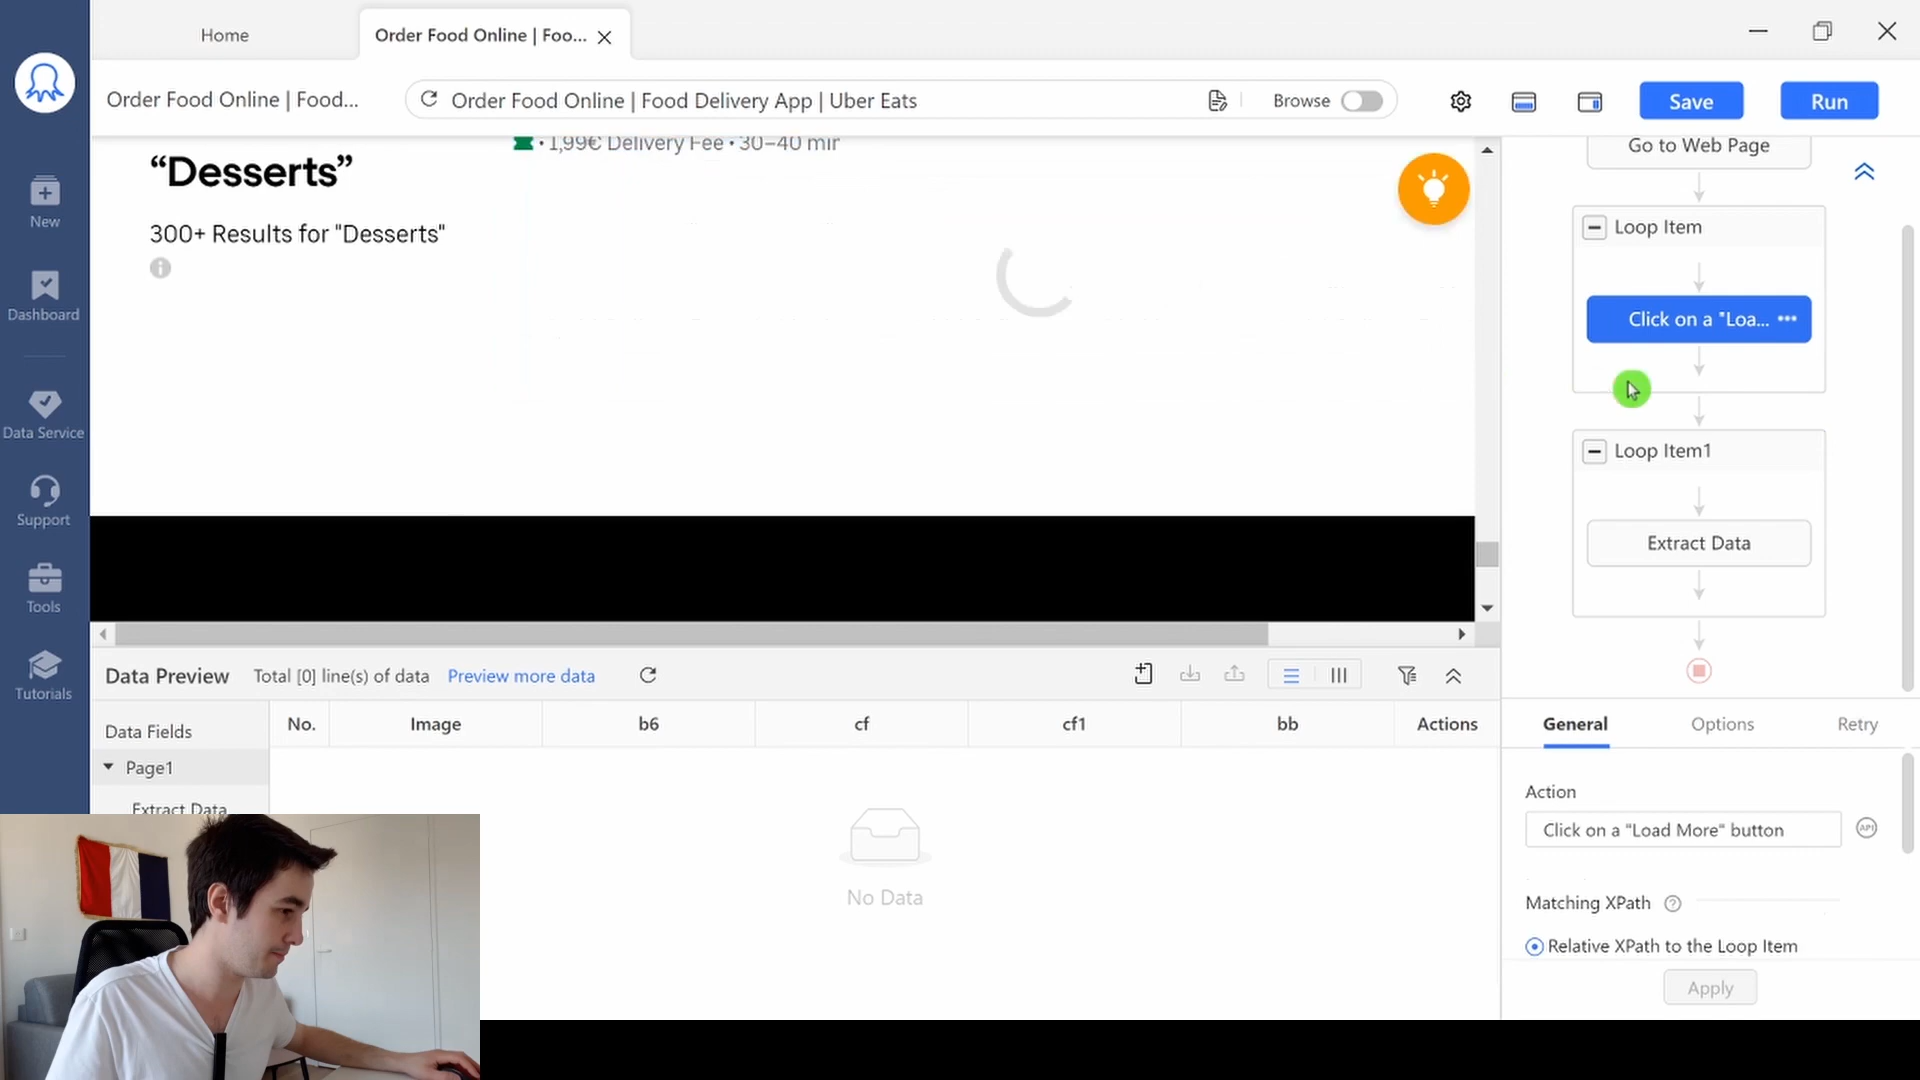 Home
Order Food Online | Foo...
Order Food Online | Food...
Order Food Online | Food Delivery App | Uber Eats
Browse
Save
Run
New
Dashboard
Data Service
Support
Tools
Tutorials
• 1,99€ Delivery Fee • 30–40 min
“Desserts”
300+ Results for "Desserts"
Go to Web Page
Loop Item
Click on a "Loa... •••
Loop Item1
Extract Data
Data Preview
Total [0] line(s) of data
Preview more data
Data Fields
Page1
Extract Data
No.
Image
b6
cf
cf1
bb
Actions
No Data
General
Options
Retry
Action
Click on a "Load More" button
API
Matching XPath
Relative XPath to the Loop Item
Apply